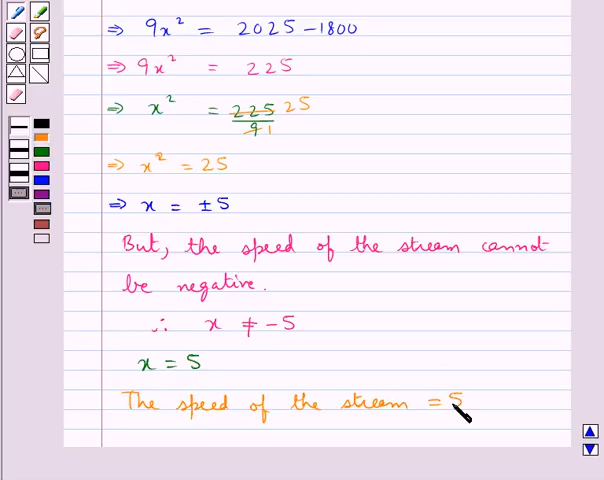 ⇒ 9x² = 2025 - 1800
⇒ 9x² = 225
⇒ x² = 225/9 25 1
⇒ x² = 25
⇒ x = ±5
But, the speed of the stream cannot
be negative.
∴ x ≠ -5
x = 5
The speed of the stream = 5